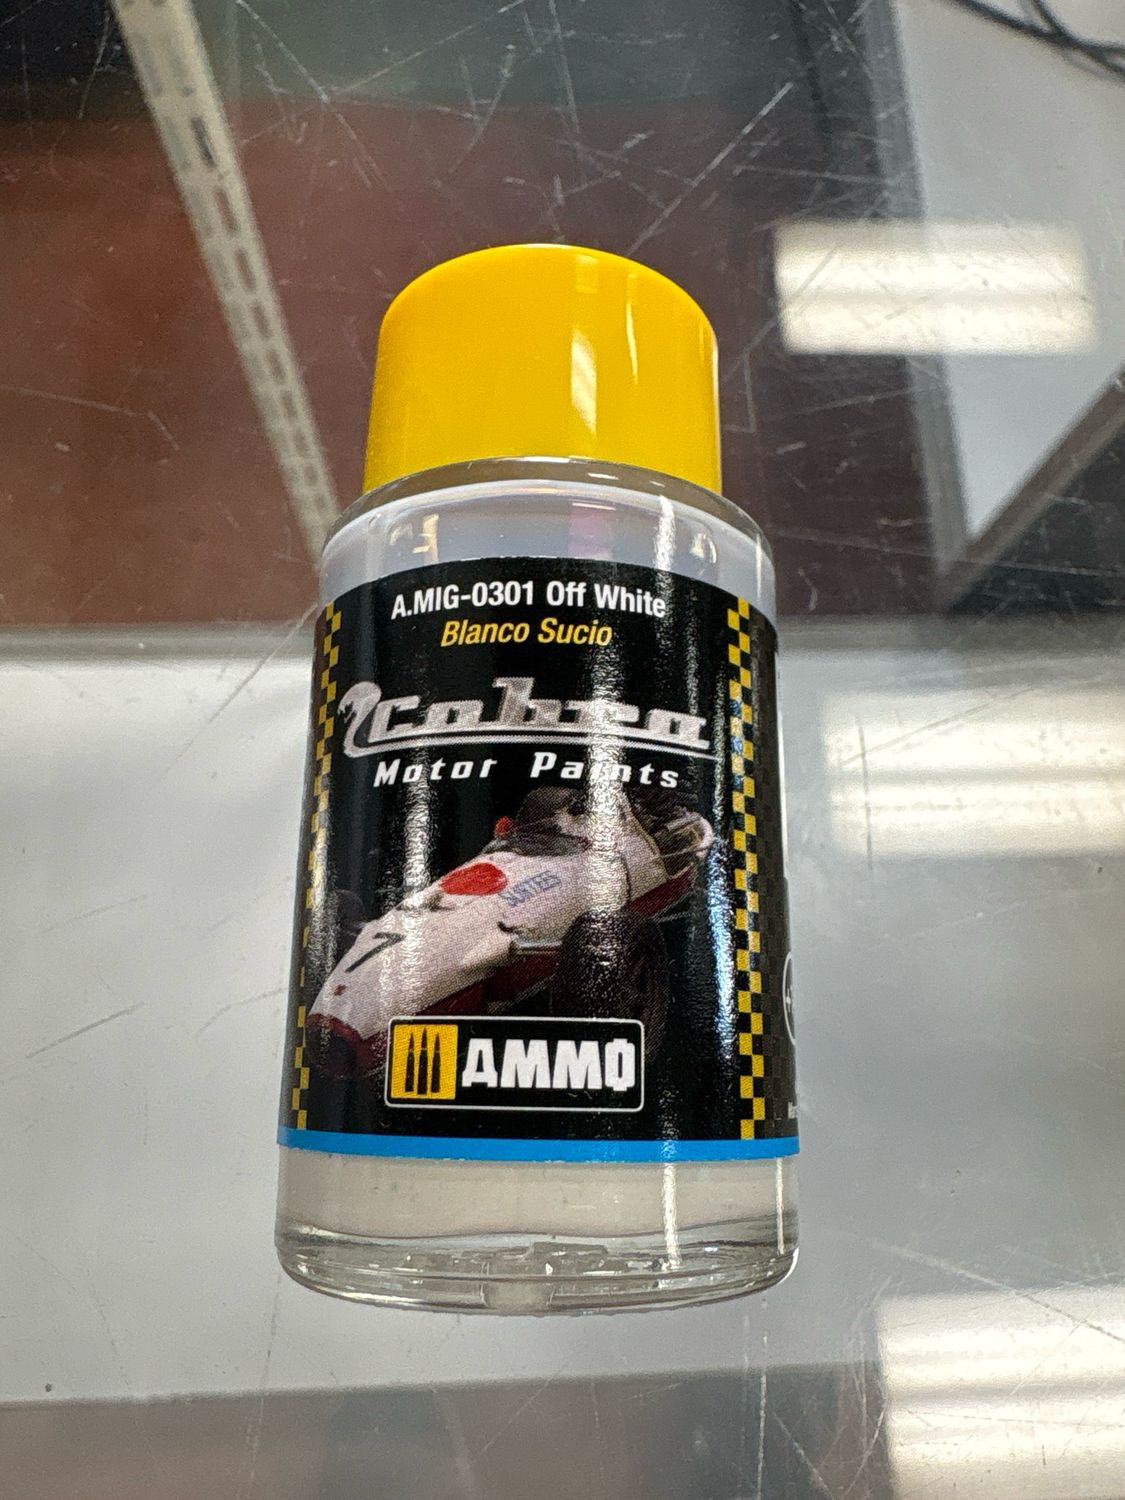 A.MIG-0301 Off White
Blanco Sucio
Cobra
Motor Paints
SURTEES
7
AMMO